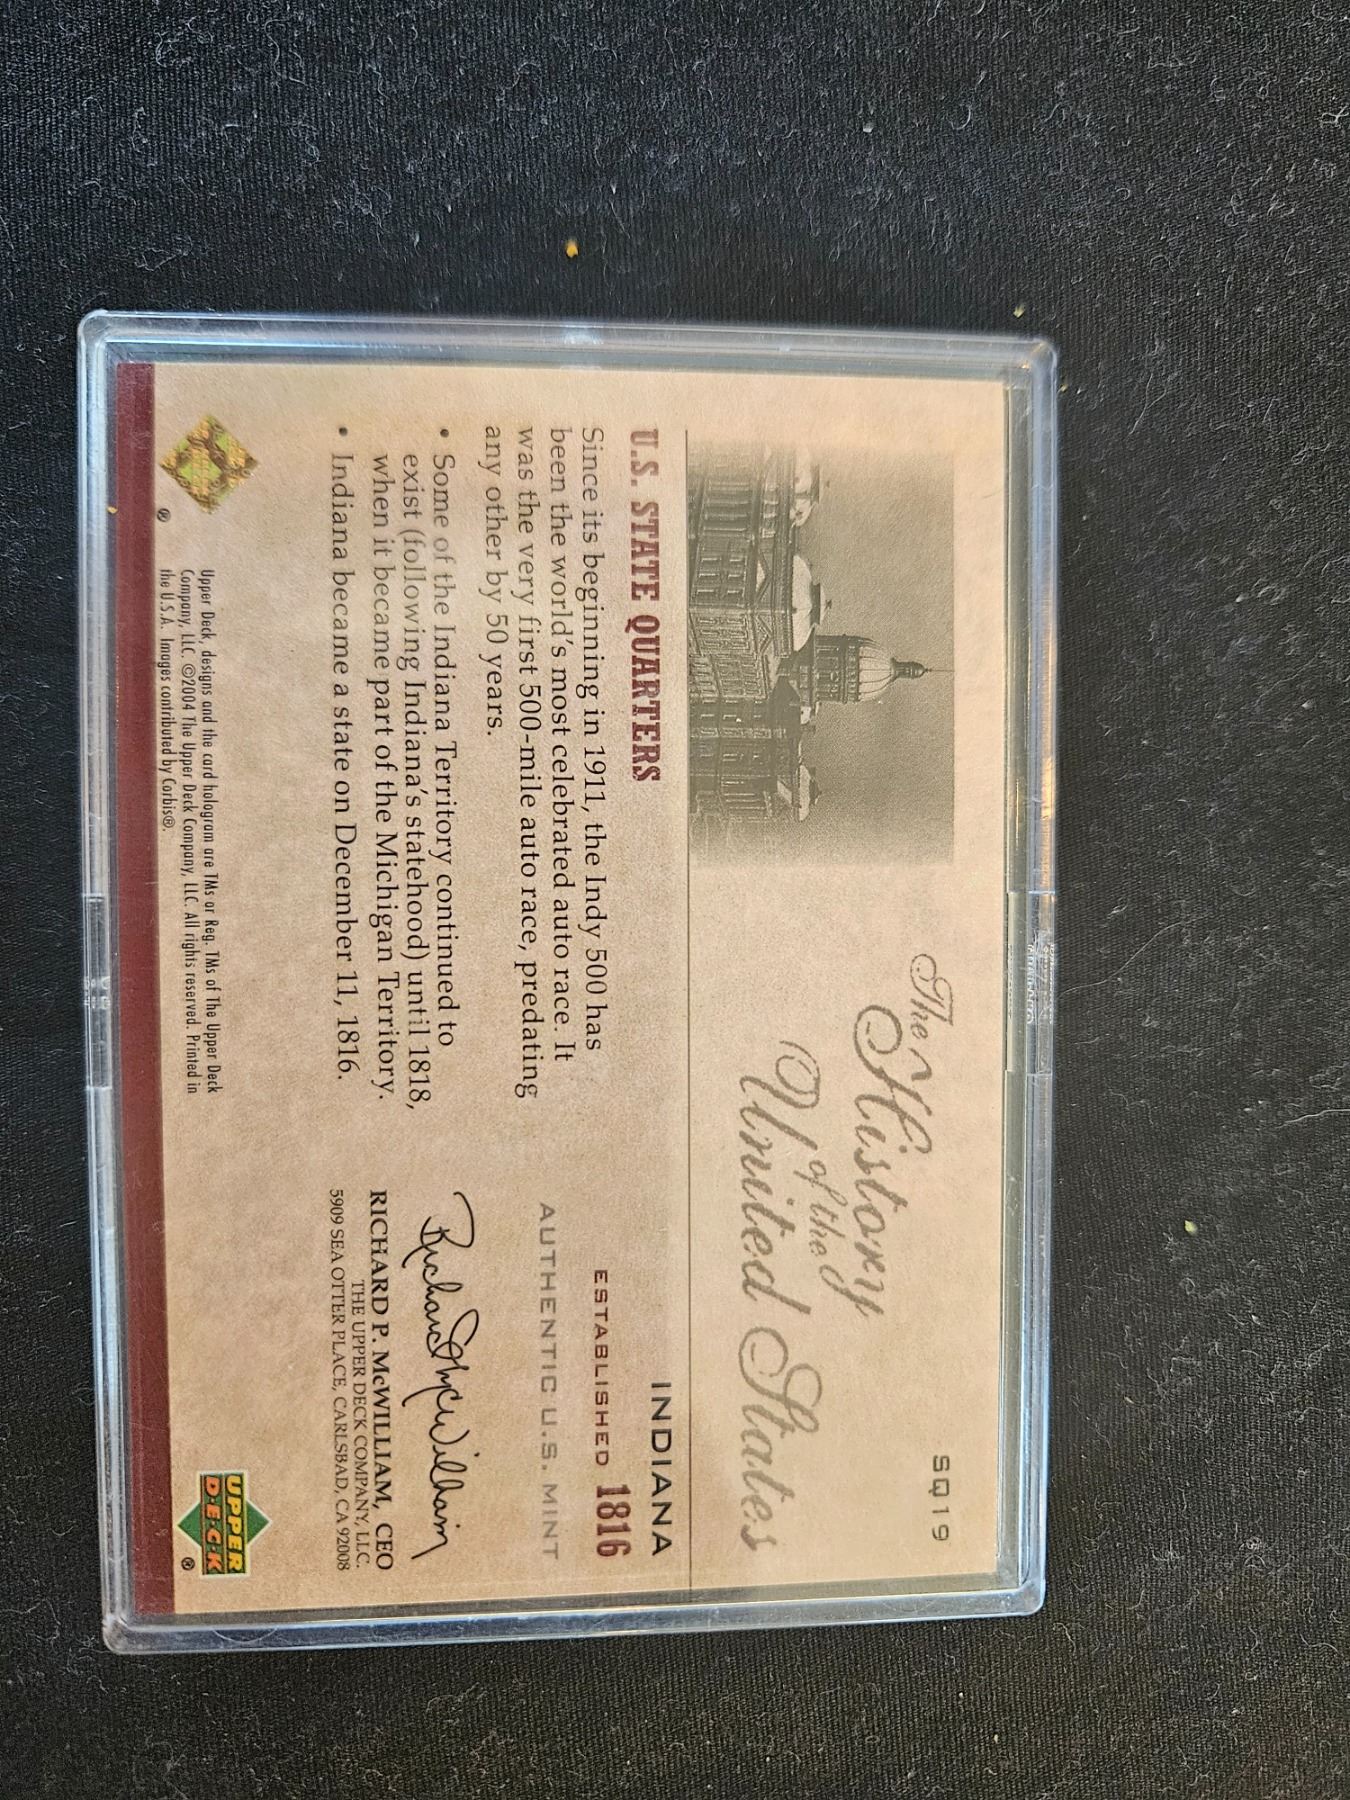 SQ19
The
History
of the
United States
U.S. STATE QUARTERS
Since its beginning in 1911, the Indy 500 has
been the world's most celebrated auto race. It
was the very first 500-mile auto race, predating
any other by 50 years.
• Some of the Indiana Territory continued to
exist (following Indiana's statehood) until 1818,
when it became part of the Michigan Territory.
• Indiana became a state on December 11, 1816.
INDIANA
ESTABLISHED 1816
AUTHENTIC U.S. MINT
Richard McWilliam
RICHARD P. McWILLIAM, CEO
THE UPPER DECK COMPANY, LLC.
5909 SEA OTTER PLACE, CARLSBAD, CA 92008
®
Upper Deck, designs and the card hologram are TMs or Reg. TMs of The Upper Deck
Company, LLC. ©2004 The Upper Deck Company, LLC. All rights reserved. Printed in
the U.S.A. Images contributed by Corbis®.
UPPER
D•E•C•K
®